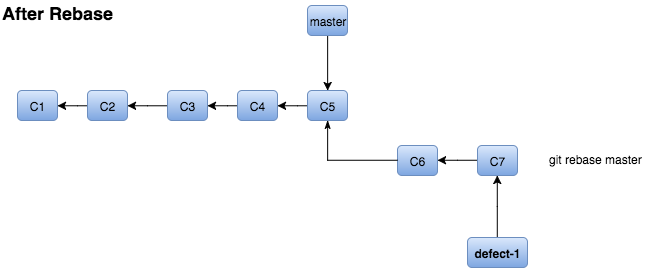 After Rebase
master
C1
C2
C3
C4
C5
C6
C7
git rebase master
defect-1